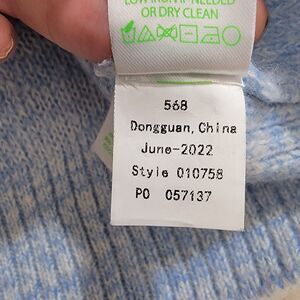 LOW IRON IF NEEDED
OR DRY CLEAN
568
Dongguan, China
June-2022
Style 010758
PO 057137